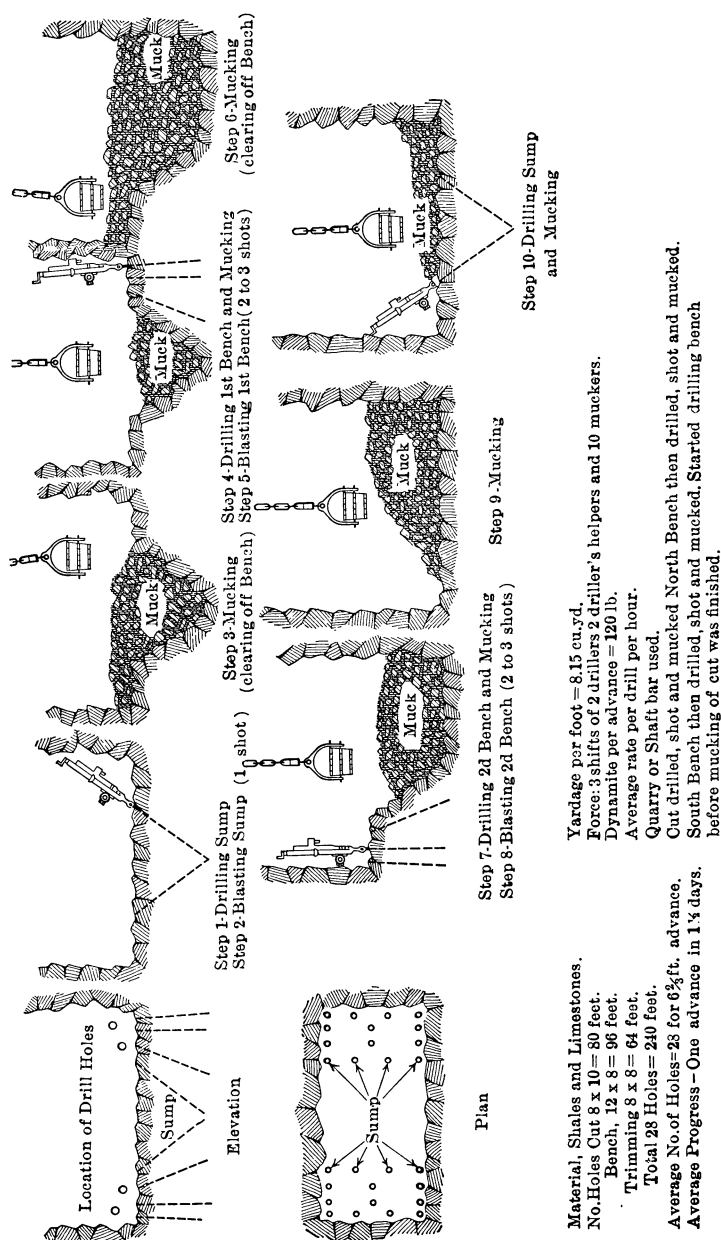 Location of Drill Holes
Sump
Elevation
Step 1-Drilling Sump
Step 2-Blasting Sump (1 shot)
Muck
Step 3-Mucking
(clearing off Bench)
Muck
Step 4-Drilling 1st Bench and Mucking
Step 5-Blasting 1st Bench (2 to 3 shots)
Muck
Step 6-Mucking
(clearing off Bench)
Sump
Plan
Muck
Step 7-Drilling 2d Bench and Mucking
Step 8-Blasting 2d Bench (2 to 3 shots)
Muck
Step 9-Mucking
Muck
Step 10-Drilling Sump
and Mucking
Material, Shales and Limestones.
No. Holes Cut 8 x 10 = 80 feet.
Bench, 12 x 8 = 96 feet.
Trimming 8 x 8 = 64 feet.
Total 28 Holes = 240 feet.
Average No. of Holes=28 for 6⅔ ft. advance.
Average Progress - One advance in 1¼ days.
Yardage per foot = 8.15 cu.yd.
Force: 3 shifts of 2 drillers 2 driller's helpers and 10 muckers.
Dynamite per advance = 120 lb.
Average rate per drill per hour.
Quarry or Shaft bar used.
Cut drilled, shot and mucked North Bench then drilled, shot and mucked.
South Bench then drilled, shot and mucked. Started drilling bench
before mucking of cut was finished.